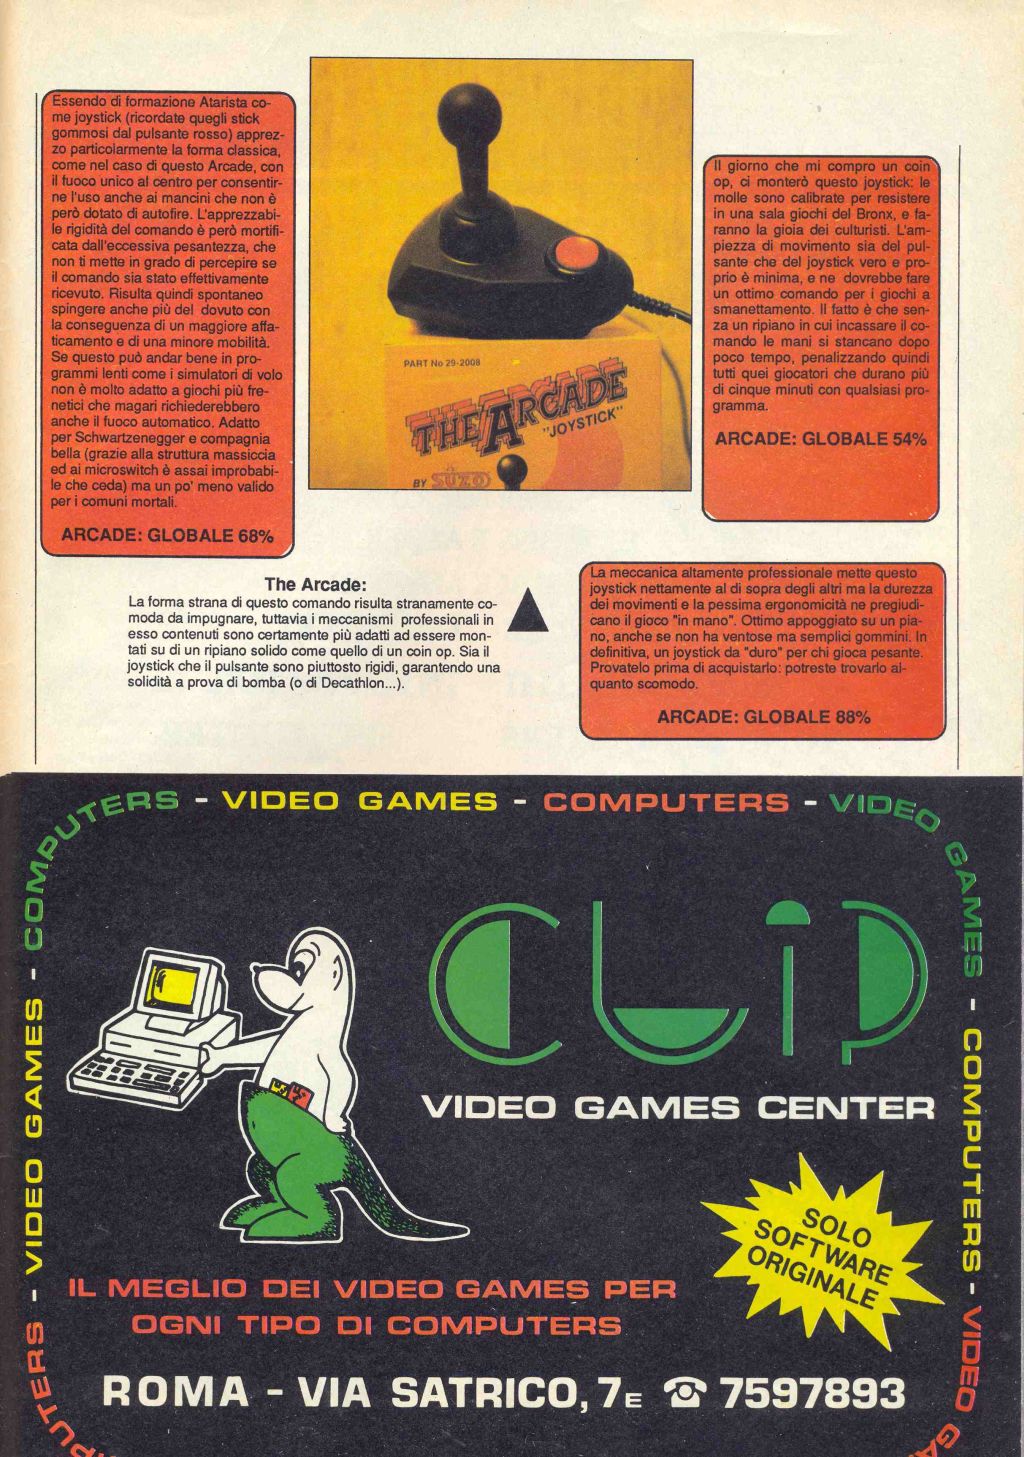 Essendo di formazione Atarista co-
me joystick (ricordate quegli stick
gommosi dal pulsante rosso) apprez-
zo particolarmente la forma classica,
come nel caso di questo Arcade, con
il fuoco unico al centro per consentir-
ne l'uso anche ai mancini che non è
però dotato di autofire. L'apprezzabi-
le rigidità del comando è però mortifi-
cata dall'eccessiva pesantezza, che
non ti mette in grado di percepire se
il comando sia stato effettivamente
ricevuto. Risulta quindi spontaneo
spingere anche più del dovuto con
la conseguenza di un maggiore affa-
ticamento e di una minore mobilità.
Se questo può andar bene in pro-
grammi lenti come i simulatori di volo
non è molto adatto a giochi più fre-
netici che magari richiederebbero
anche il fuoco automatico. Adatto
per Schwartzenegger e compagnia
bella (grazie alla struttura massiccia
ed ai microswitch è assai improbabi-
le che ceda) ma un po' meno valido
per i comuni mortali.
ARCADE: GLOBALE 68%
PART No 29-2008
THE ARCADE
"JOYSTICK"
BY SUZO
Il giorno che mi compro un coin
op, ci monterò questo joystick: le
molle sono calibrate per resistere
in una sala giochi del Bronx, e fa-
ranno la gioia dei culturisti. L'am-
piezza di movimento sia del pul-
sante che del joystick vero e pro-
prio è minima, e ne dovrebbe fare
un ottimo comando per i giochi a
smanettamento. Il fatto è che sen-
za un ripiano in cui incassare il co-
mando le mani si stancano dopo
poco tempo, penalizzando quindi
tutti quei giocatori che durano più
di cinque minuti con qualsiasi pro-
gramma.
ARCADE: GLOBALE 54%
The Arcade:
La forma strana di questo comando risulta stranamente co-
moda da impugnare, tuttavia i meccanismi professionali in
esso contenuti sono certamente più adatti ad essere mon-
tati su di un ripiano solido come quello di un coin op. Sia il
joystick che il pulsante sono piuttosto rigidi, garantendo una
solidità a prova di bomba (o di Decathlon...).
La meccanica altamente professionale mette questo
joystick nettamente al di sopra degli altri ma la durezza
dei movimenti e la pessima ergonomicità ne pregiudi-
cano il gioco "in mano". Ottimo appoggiato su un pia-
no, anche se non ha ventose ma semplici gommini. In
definitiva, un joystick da "duro" per chi gioca pesante.
Provatelo prima di acquistarlo: potreste trovarlo al-
quanto scomodo.
ARCADE: GLOBALE 88%
COMPUTERS - VIDEO GAMES - COMPUTERS - VIDEO GAMES - COMPUTERS - VIDEO GA
PUTERS - VIDEO GAMES -
CLIP
VIDEO GAMES CENTER
SOLO
SOFTWARE
ORIGINALE
IL MEGLIO DEI VIDEO GAMES PER
OGNI TIPO DI COMPUTERS
ROMA - VIA SATRICO, 7E ☎ 7597893